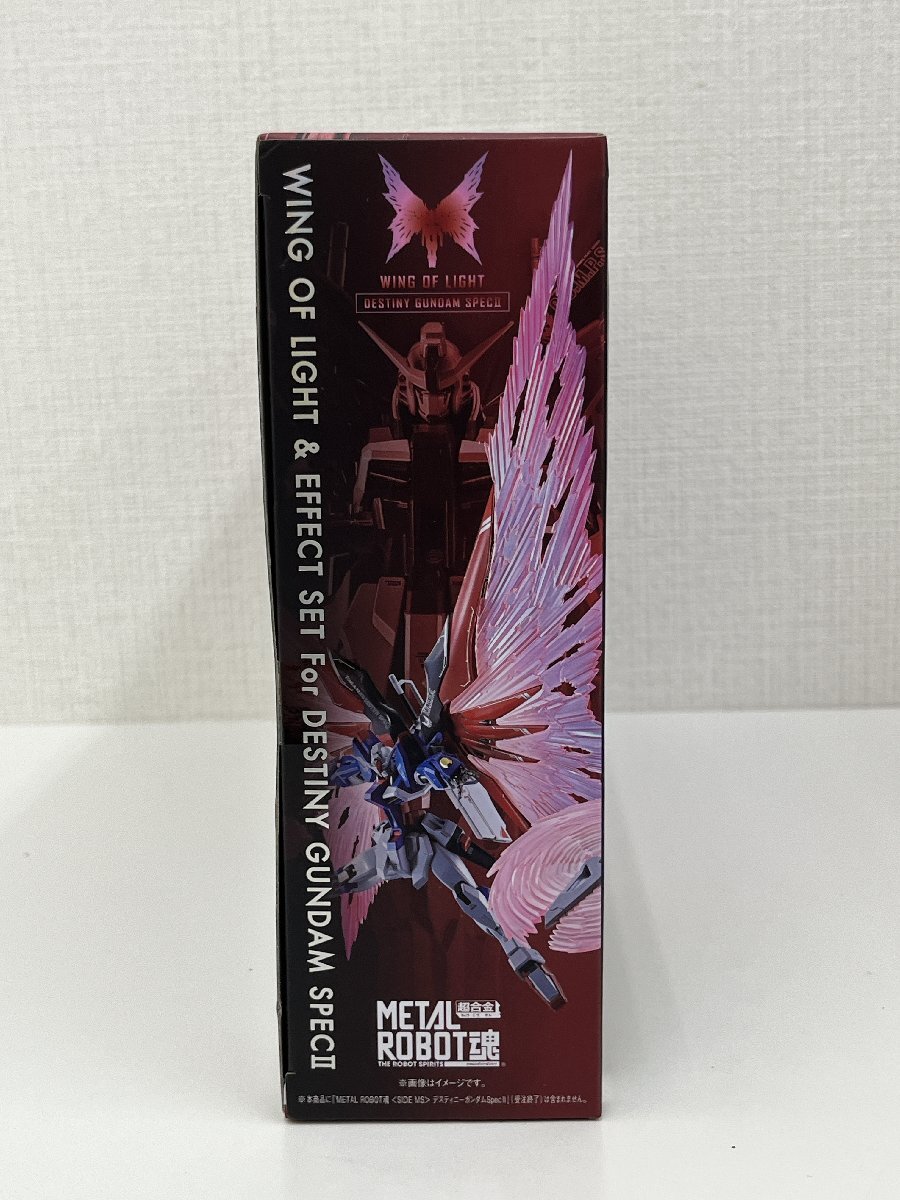 WING OF LIGHT & EFFECT SET For DESTINY GUNDAM SPECⅡ
WING OF LIGHT
DESTINY GUNDAM SPECⅡ
METAL
超合金
ROBOT魂
THE ROBOT SPIRITS
※画像はイメージです。
※本商品に「METAL ROBOT魂 <SIDE MS> デスティニーガンダムSpecⅡ」(受注終了)は含まれません。